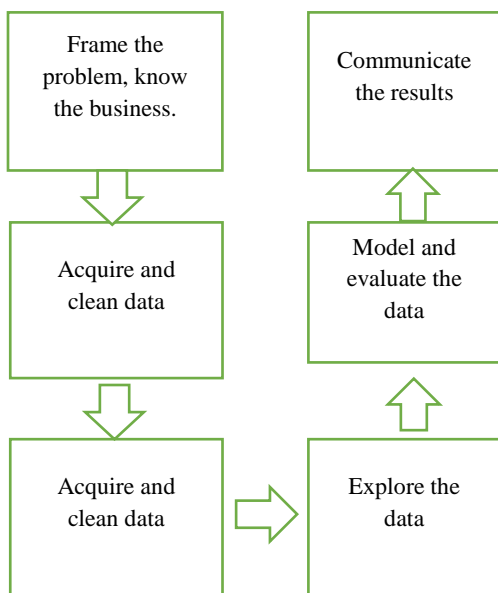 Frame the
problem, know
the business.
Acquire and
clean data
Acquire and
clean data
Explore the
data
Model and
evaluate the
data
Communicate
the results